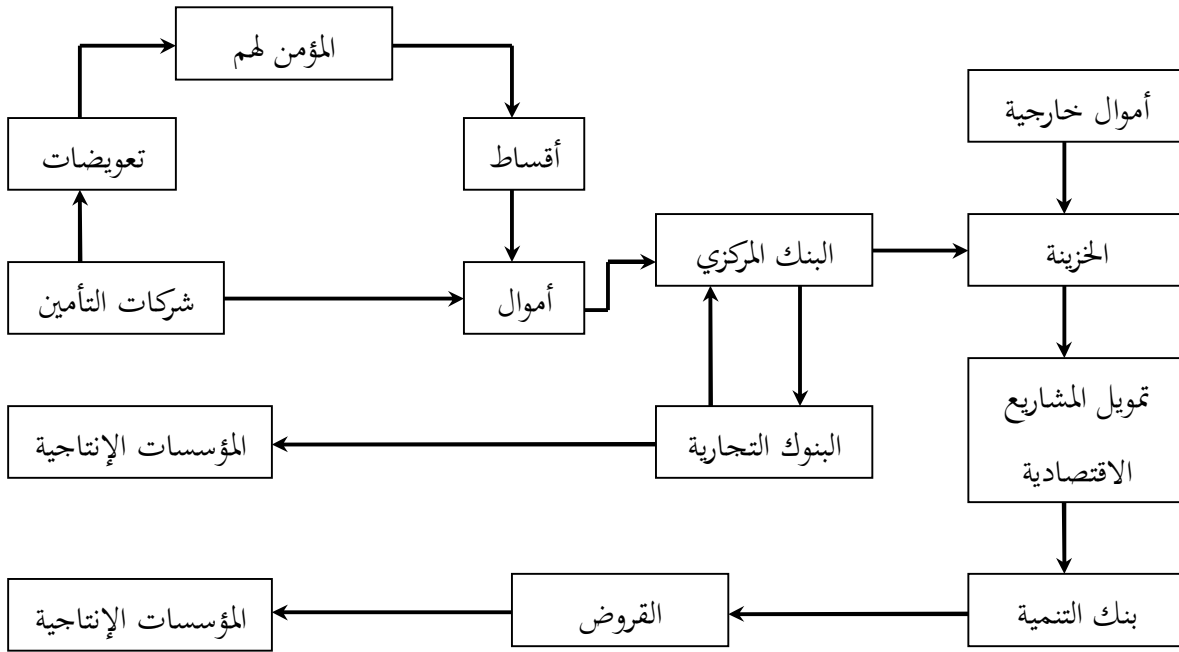 المؤمن لهم
أموال خارجية
أقساط
تعويضات
الخزينة
البنك المركزي
أموال
شركات التأمين
تمويل المشاريع
الاقتصادية
البنوك التجارية
المؤسسات الإنتاجية
بنك التنمية
القروض
المؤسسات الإنتاجية